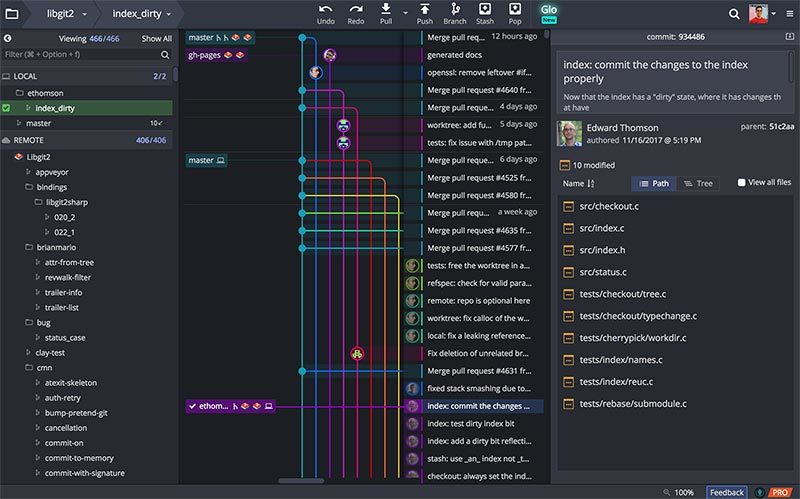 libgit2
index_dirty
Undo
Redo
Pull
Push
Branch
Stash
Pop
Glo
New
Viewing 466/466 Show All
Filter (⌘ + Option + f)
LOCAL 2/2
ethomson
index_dirty
master 10
REMOTE 406/406
Libgit2
appveyor
bindings
libgit2sharp
020_2
022_1
brianmario
attr-from-tree
revwalk-filter
trailer-info
trailer-list
bug
status_case
clay-test
cmn
atexit-skeleton
auth-retry
bump-pretend-git
cancellation
commit-on
commit-to-memory
commit-with-signature
master
gh-pages
master
ethom...
Merge pull requ... 12 hours ago
generated docs
openssl: remove leftover #if...
Merge pull request #4640 fr...
Merge pull requ... 4 days ago
worktree: add fu... 5 days ago
tests: fix issue with /tmp pat...
Merge pull requ... 6 days ago
Merge pull request #4525 fr...
Merge pull request #4580 fr...
Merge pull requ... a week ago
Merge pull request #4635 fr...
Merge pull request #4577 fr...
tests: free the worktree in a...
refspec: check for valid para...
remote: repo is optional here
worktree: fix calloc of the w...
local: fix a leaking reference...
Fix deletion of unrelated br...
Merge pull request #4631 fr...
fixed stack smashing due to...
index: commit the changes ...
index: test dirty index bit
index: add a dirty bit reflecti...
stash: use _an_ index not _t...
checkout: always set the ind...
commit: 934486
index: commit the changes to the index
properly
Now that the index has a "dirty" state, where it has changes th
at have
Edward Thomson
authored 11/16/2017 @ 5:19 PM
parent: 51c2aa
10 modified
Name
Path
Tree
View all files
src/checkout.c
src/index.c
src/index.h
src/status.c
tests/checkout/tree.c
tests/checkout/typechange.c
tests/cherrypick/workdir.c
tests/index/names.c
tests/index/reuc.c
tests/rebase/submodule.c
100%
Feedback
PRO